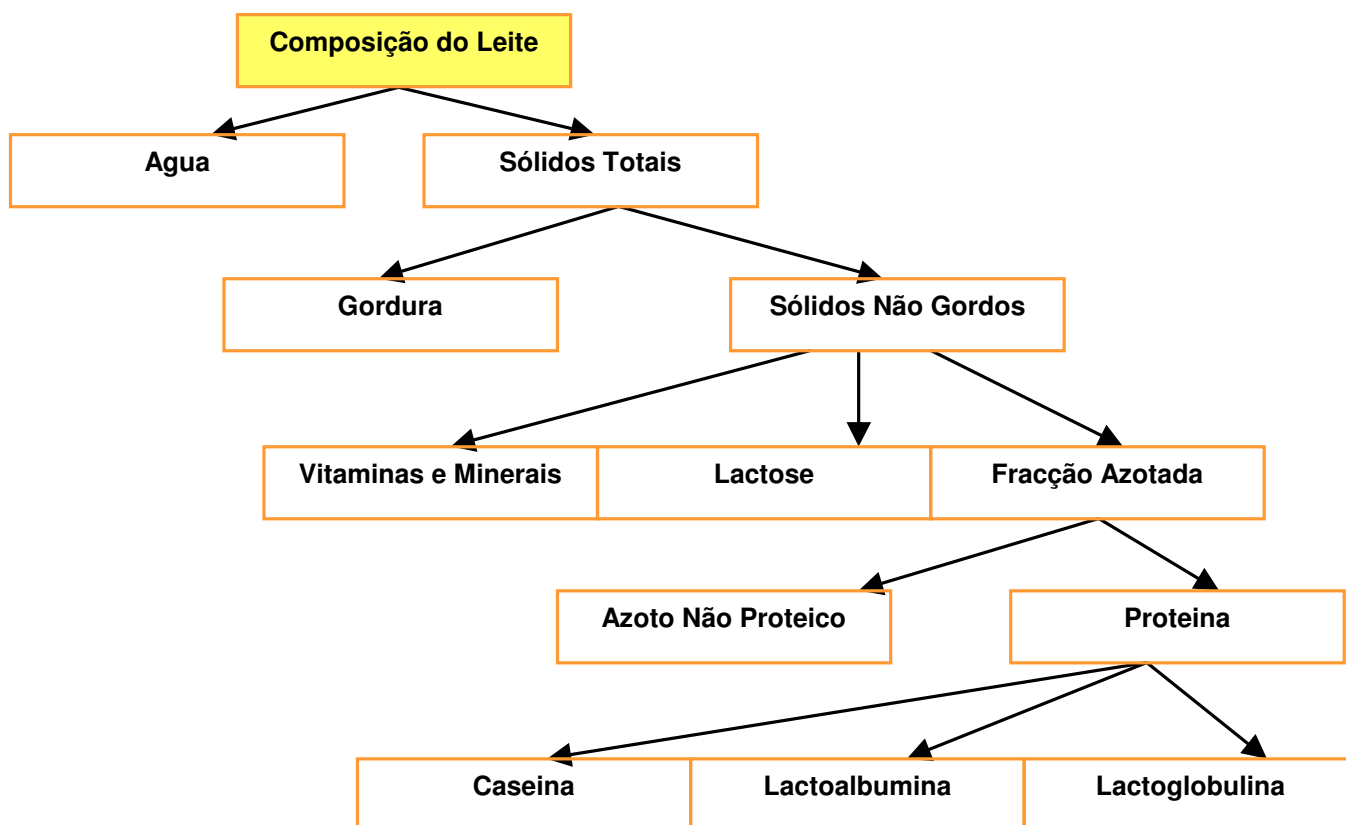 Composição do Leite
Agua
Sólidos Totais
Gordura
Sólidos Não Gordos
Vitaminas e Minerais
Lactose
Fracção Azotada
Azoto Não Proteico
Proteina
Caseina
Lactoalbumina
Lactoglobulina